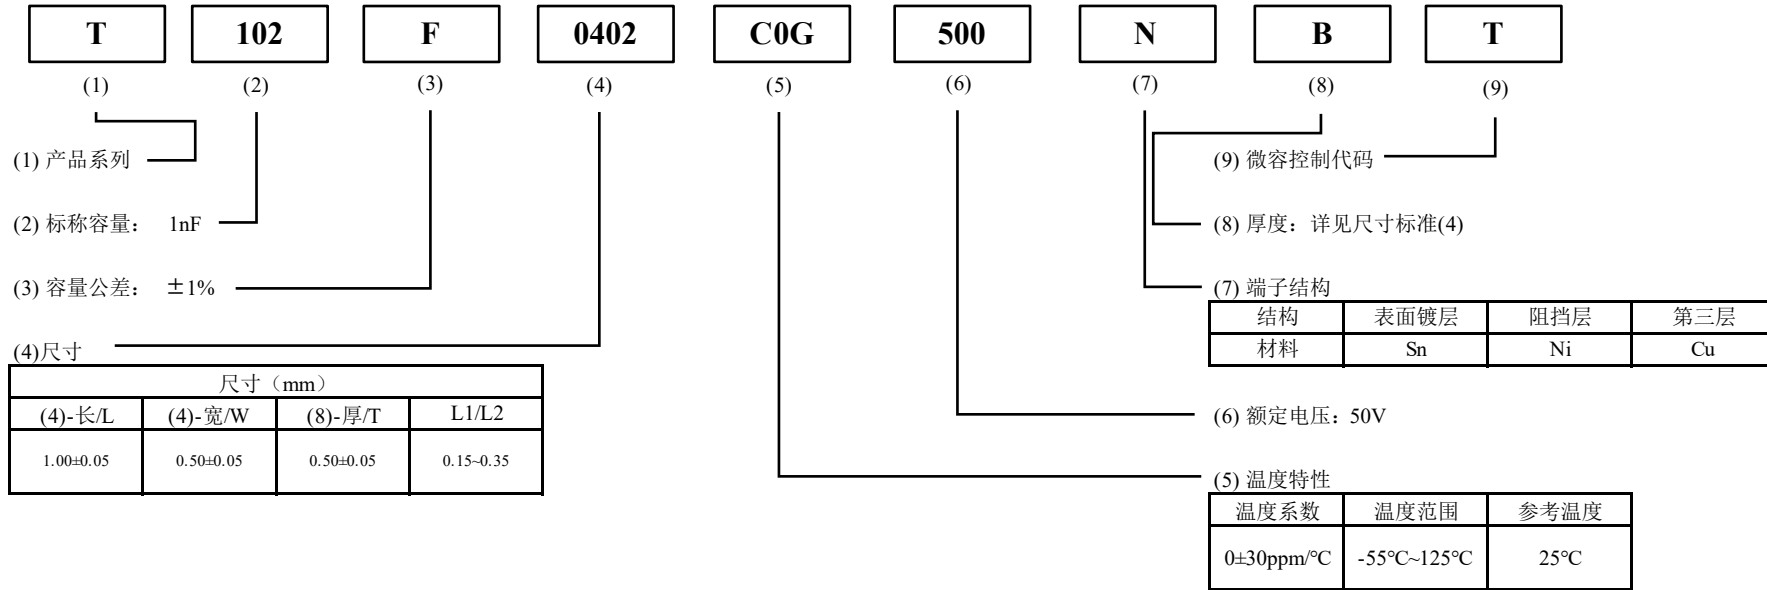 T 102 F 0402 C0G 500 N B T
(1) (2) (3) (4) (5) (6) (7) (8) (9)
(1) 产品系列
(9) 微容控制代码
(2) 标称容量： 1nF
(8) 厚度：详见尺寸标准(4)
(3) 容量公差： ±1%
(7) 端子结构
结构 表面镀层 阻挡层 第三层
材料 Sn Ni Cu
(4)尺寸
尺寸（mm）
(4)-长/L (4)-宽/W (8)-厚/T L1/L2
1.00±0.05 0.50±0.05 0.50±0.05 0.15~0.35
(6) 额定电压：50V
(5) 温度特性
温度系数 温度范围 参考温度
0±30ppm/℃ -55℃~125℃ 25℃